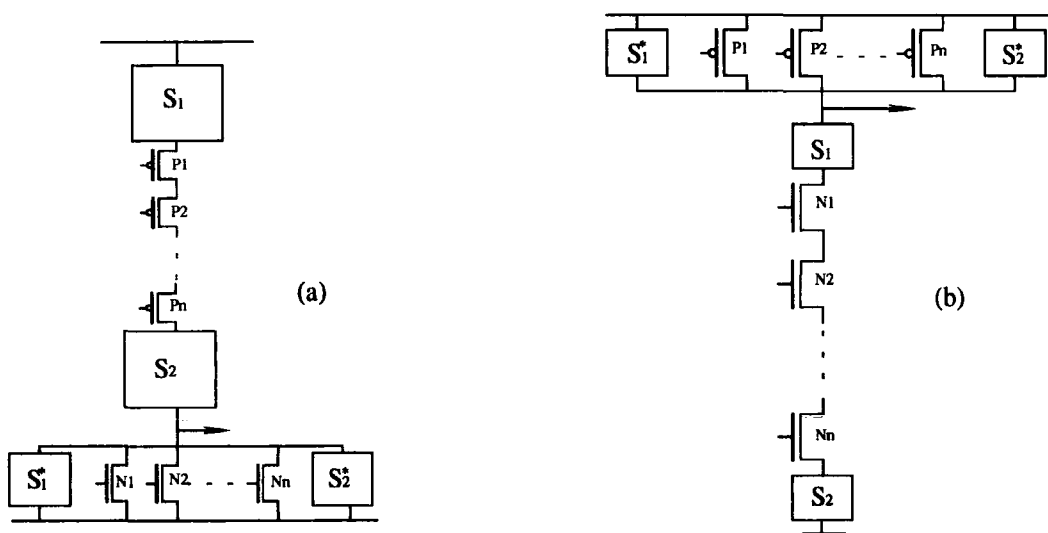 S1
P1
P2
Pn
S2
(a)
S1*
N1
N2
Nn
S2*
S1*
P1
P2
Pn
S2*
S1
N1
N2
(b)
Nn
S2